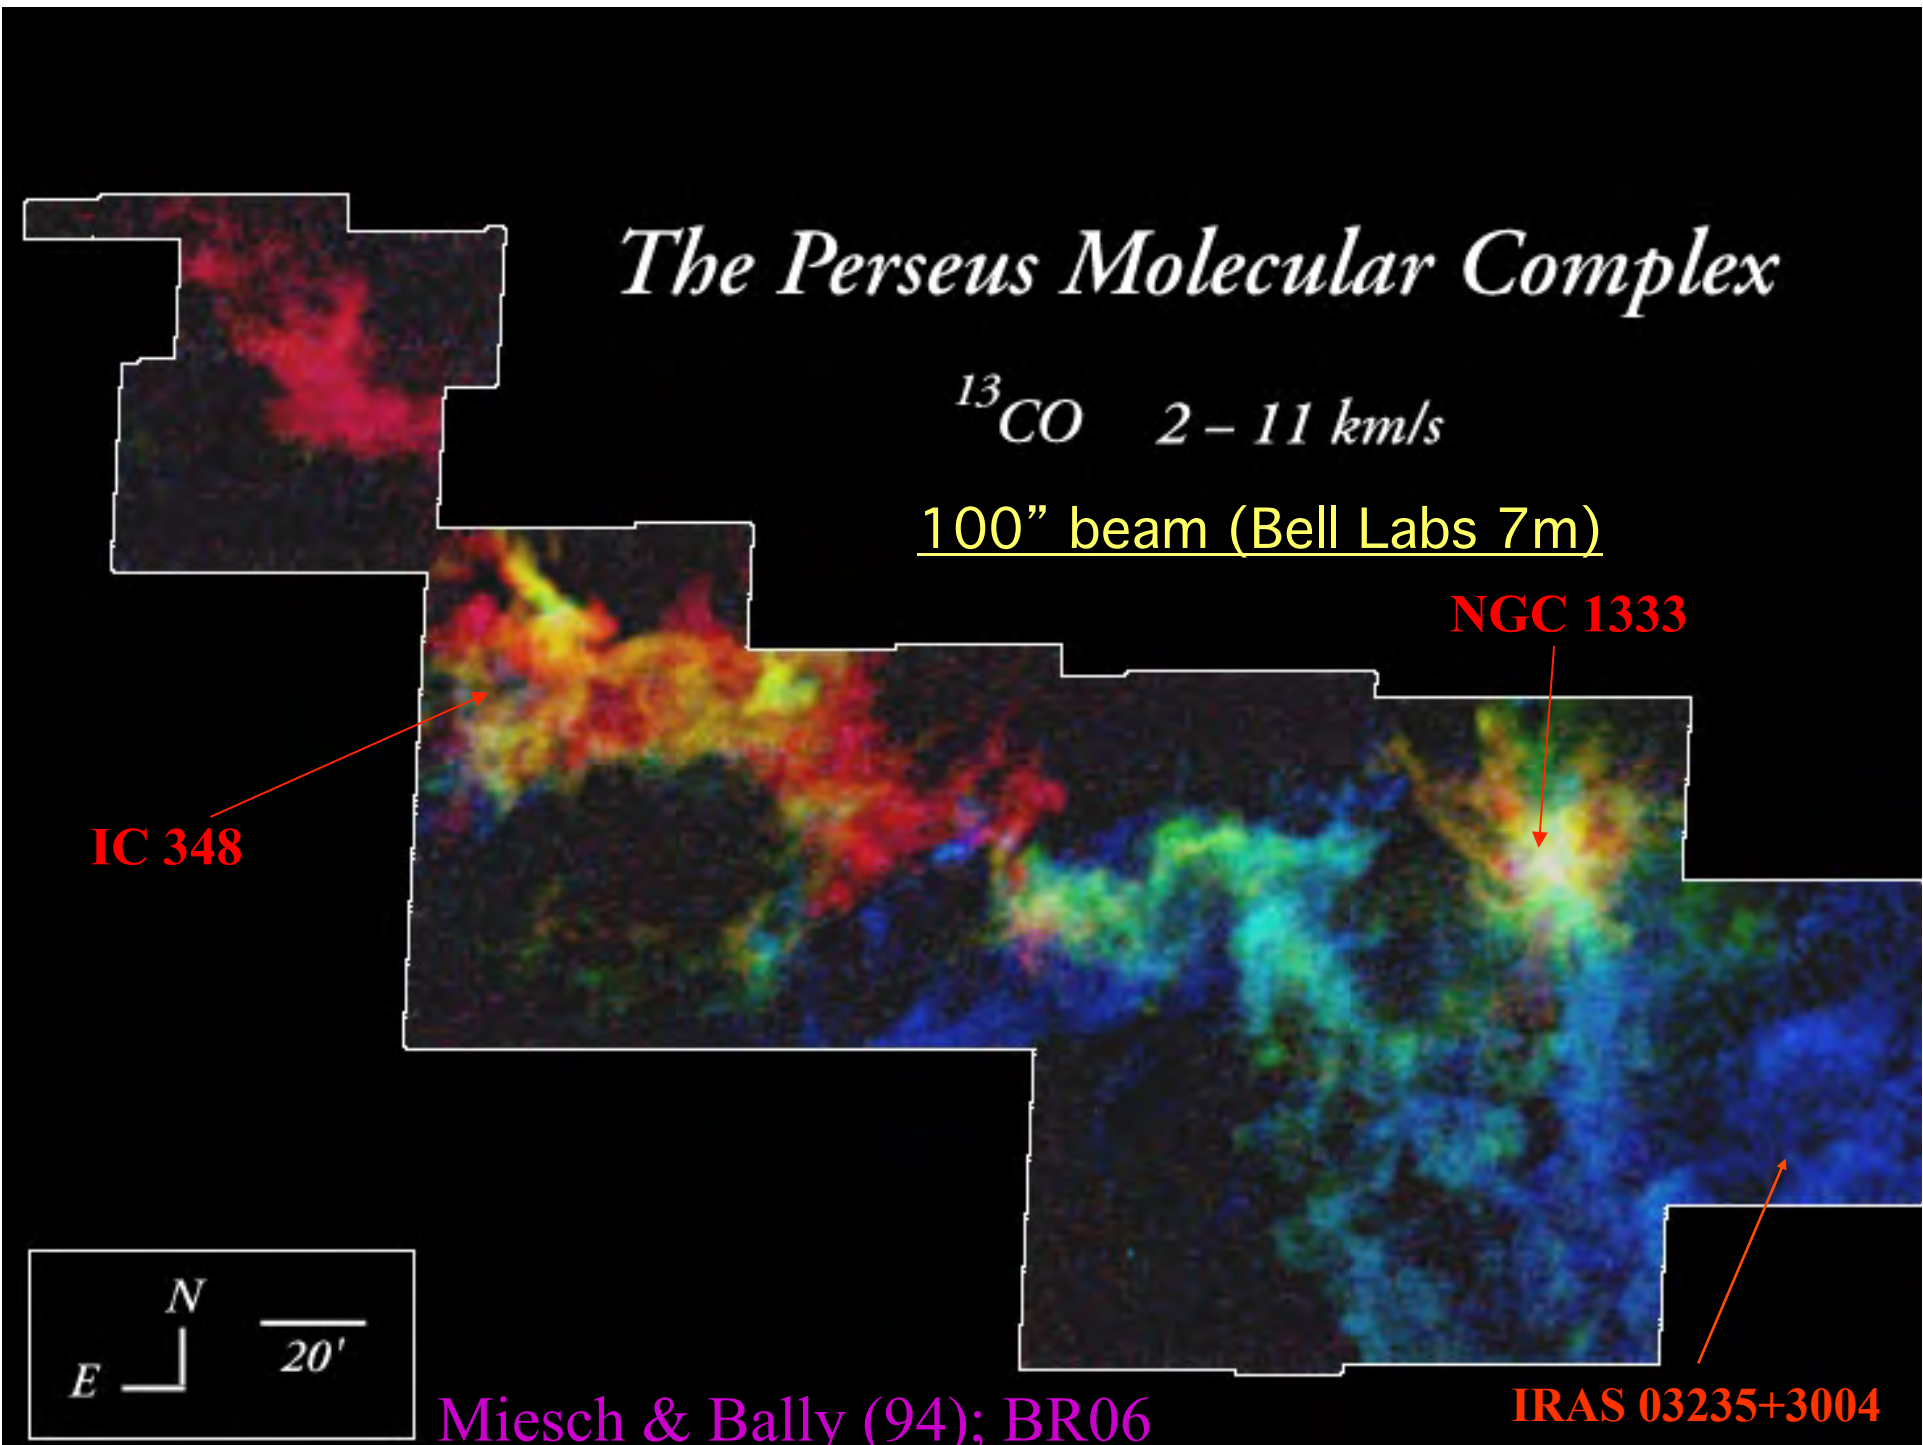 The Perseus Molecular Complex
¹³CO 2 – 11 km/s
100” beam (Bell Labs 7m)
NGC 1333
IC 348
N
E
20'
IRAS 03235+3004
Miesch & Bally (94); BR06